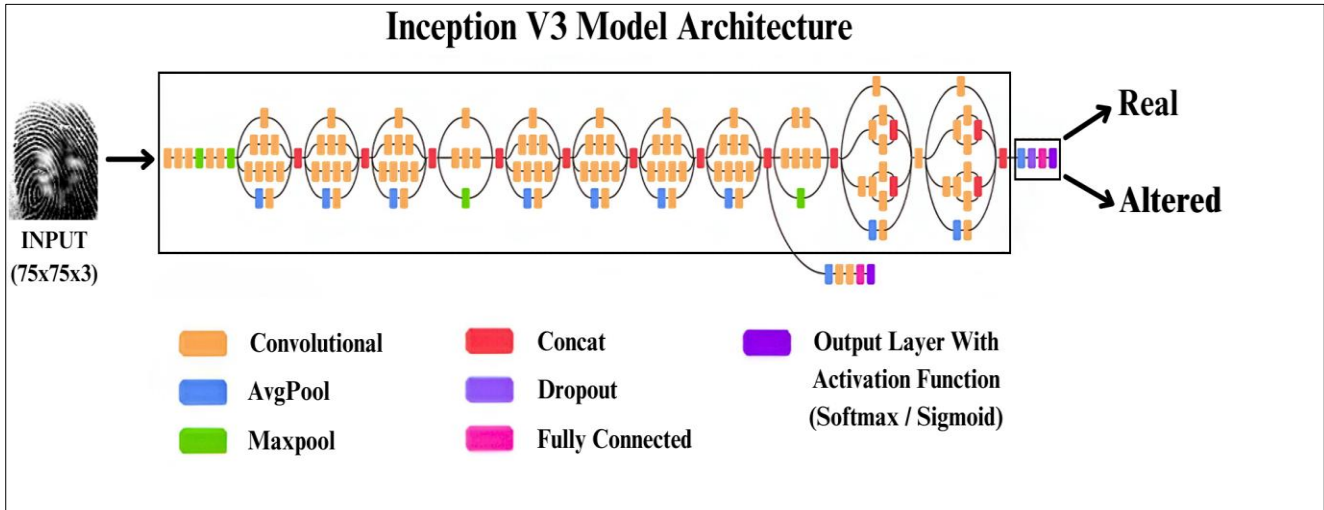 Inception V3 Model Architecture
Real
Altered
INPUT
(75x75x3)
Convolutional
AvgPool
Maxpool
Concat
Dropout
Fully Connected
Output Layer With
Activation Function
(Softmax / Sigmoid)